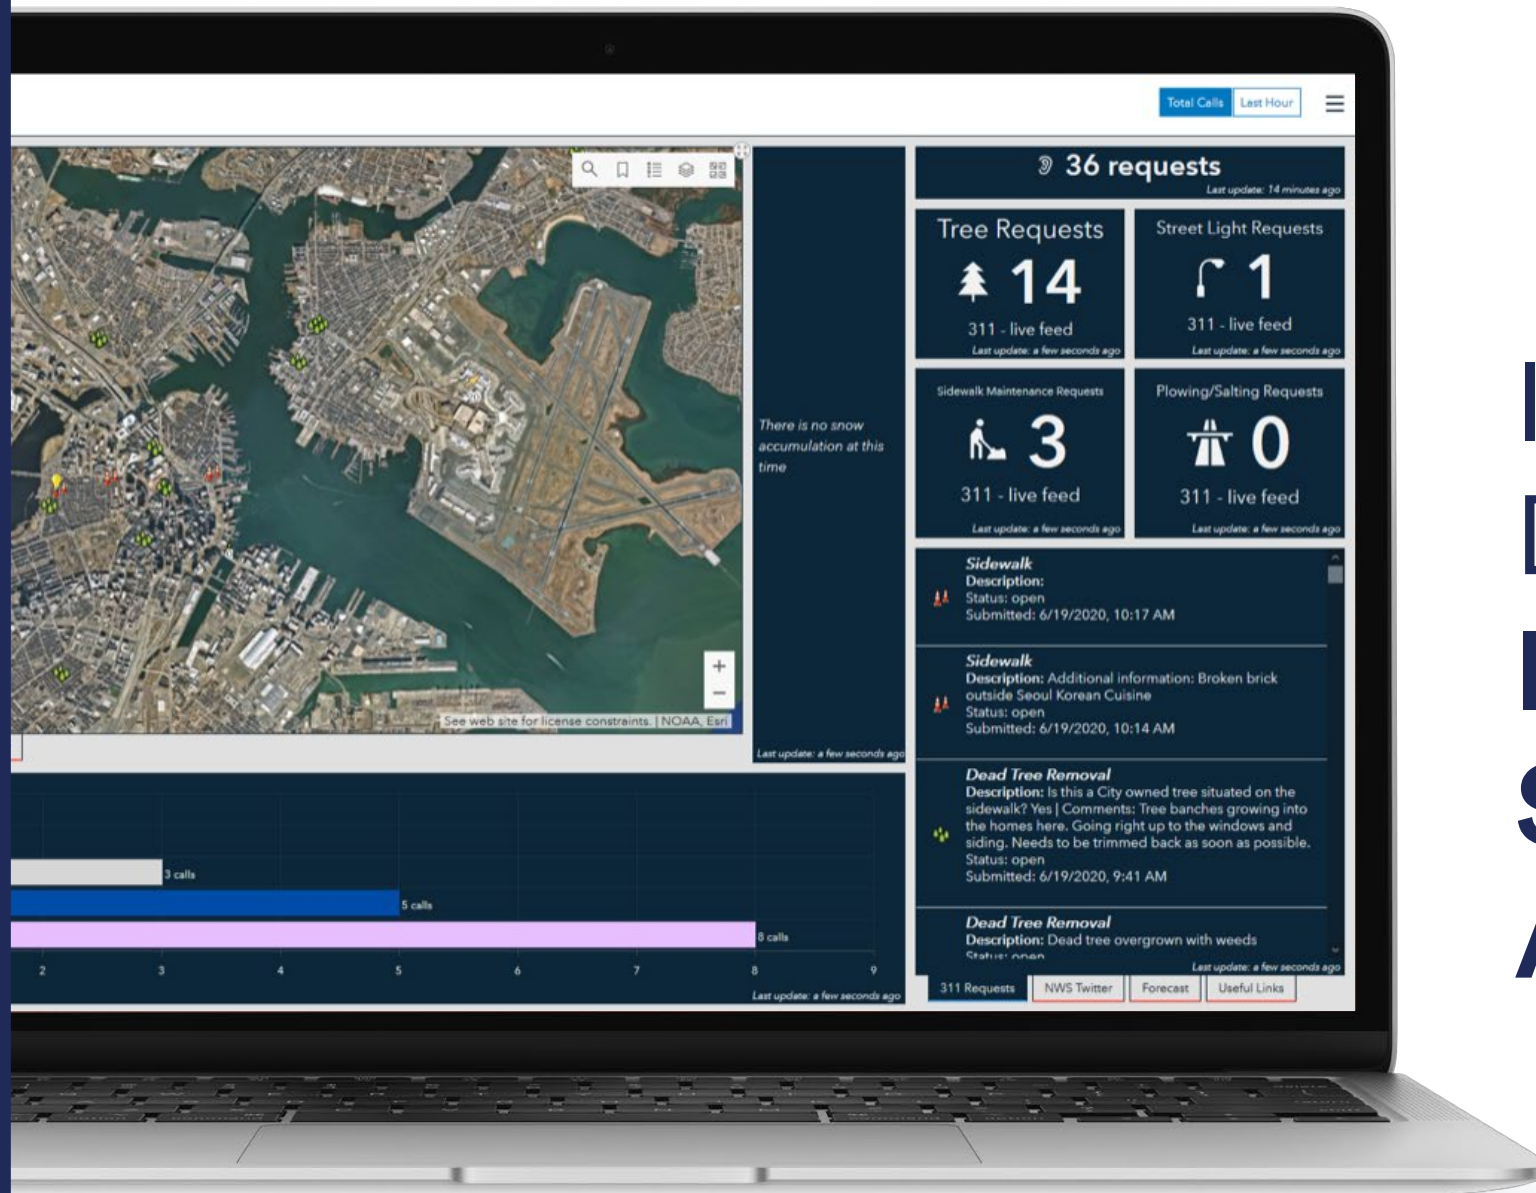 Total Calls
Last Hour
36 requests
Last update: 14 minutes ago
Tree Requests
14
311 - live feed
Last update: a few seconds ago
Street Light Requests
1
311 - live feed
Last update: a few seconds ago
Sidewalk Maintenance Requests
3
311 - live feed
Last update: a few seconds ago
Plowing/Salting Requests
0
311 - live feed
Last update: a few seconds ago
There is no snow
accumulation at this
time
Last update: a few seconds ago
See web site for license constraints. | NOAA, Esri
Sidewalk
Description:
Status: open
Submitted: 6/19/2020, 10:17 AM
Sidewalk
Description: Additional information: Broken brick
outside Seoul Korean Cuisine
Status: open
Submitted: 6/19/2020, 10:14 AM
Dead Tree Removal
Description: Is this a City owned tree situated on the
sidewalk? Yes | Comments: Tree banches growing into
the homes here. Going right up to the windows and
siding. Needs to be trimmed back as soon as possible.
Status: open
Submitted: 6/19/2020, 9:41 AM
Dead Tree Removal
Description: Dead tree overgrown with weeds
Status: open
Last update: a few seconds ago
311 Requests
NWS Twitter
Forecast
Useful Links
3 calls
5 calls
8 calls
2 3 4 5 6 7 8 9
Last update: a few seconds ago